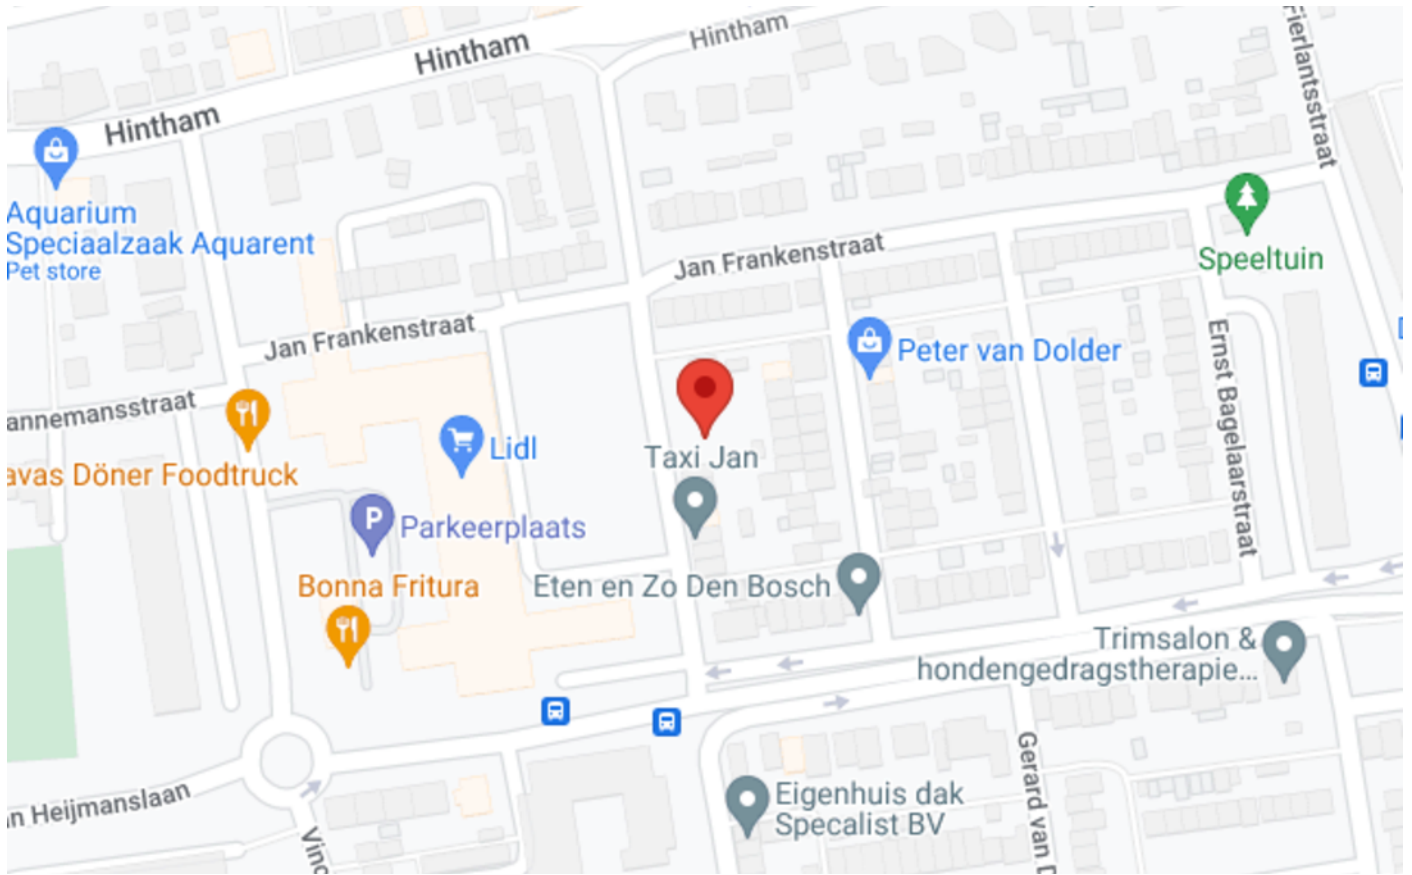 Hintham
Hintham
Hintham
Aquarium
Speciaalzaak Aquarent
Pet store
ierlantsstraat
Speeltuin
Jan Frankenstraat
Jan Frankenstraat
annemansstraat
avas Döner Foodtruck
Lidl
Peter van Dolder
Taxi Jan
P
Parkeerplaats
Ernst Bagelaarstraat
Bonna Fritura
Eten en Zo Den Bosch
Trimsalon &
hondengedragstherapie...
n Heijmanslaan
Vinc
Eigenhuis dak
Specalist BV
Gerard van D